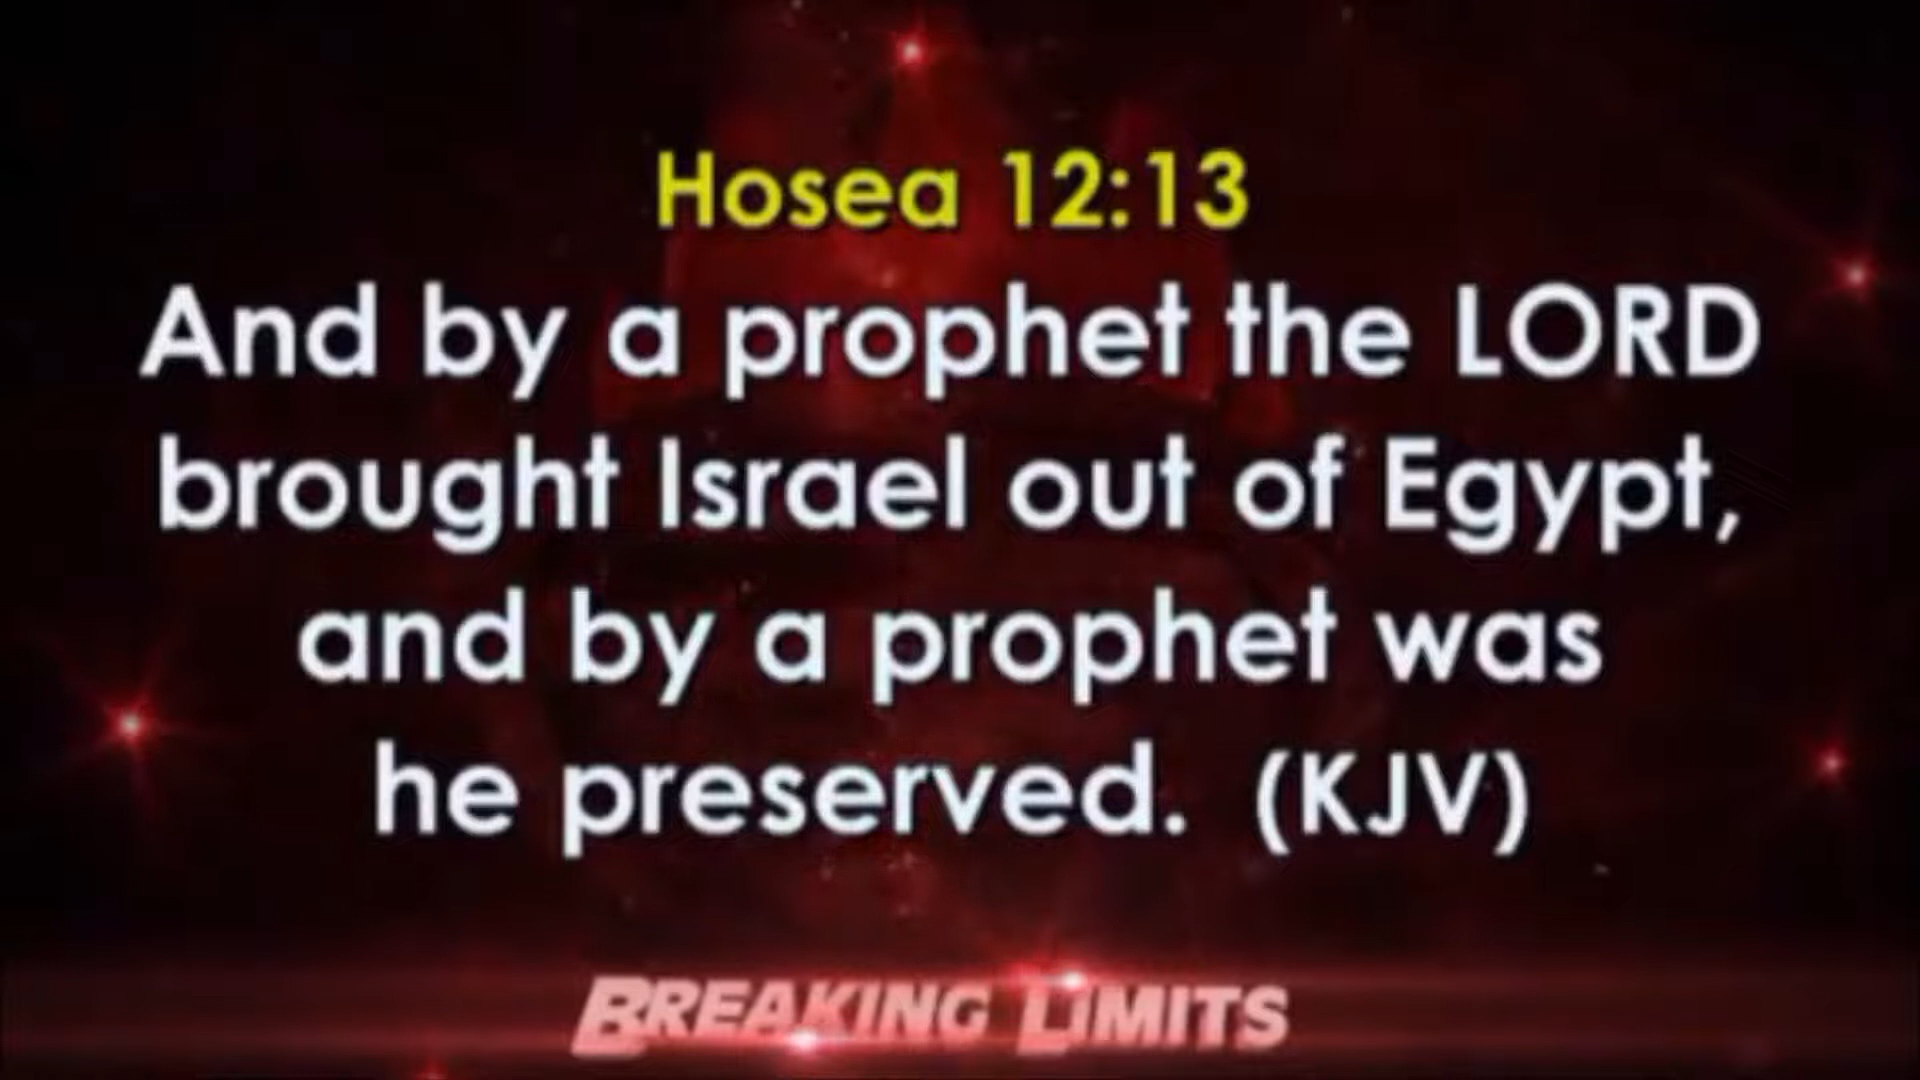 Hosea 12:13
And by a prophet the LORD
brought Israel out of Egypt,
and by a prophet was
he preserved. (KJV)
BREAKING LIMITS